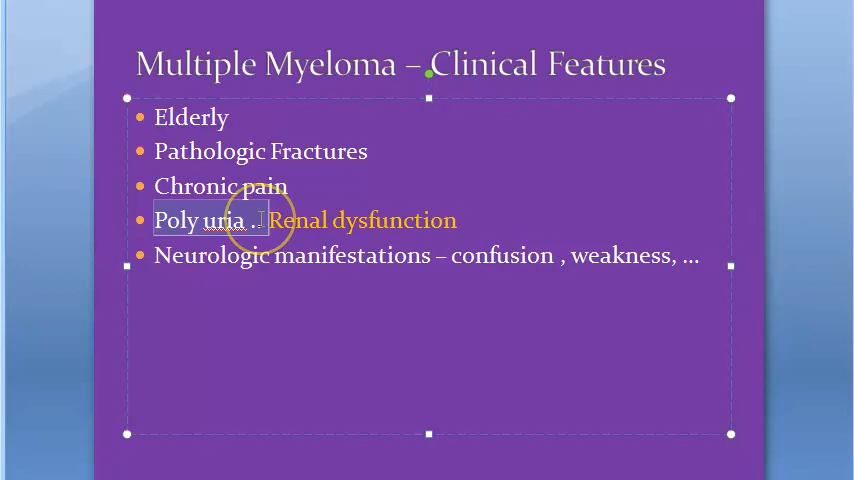 Multiple Myeloma – Clinical Features
Elderly
Pathologic Fractures
Chronic pain
Poly uria .. Renal dysfunction
Neurologic manifestations – confusion , weakness, ...